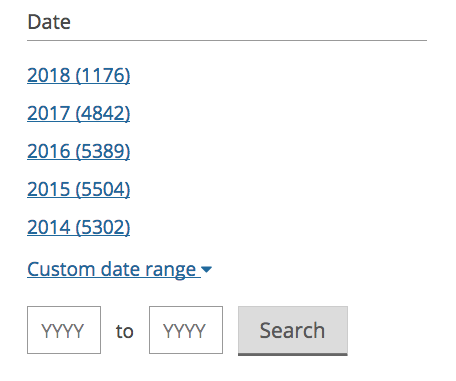 Date
2018 (1176)
2017 (4842)
2016 (5389)
2015 (5504)
2014 (5302)
Custom date range
YYYY to YYYY Search